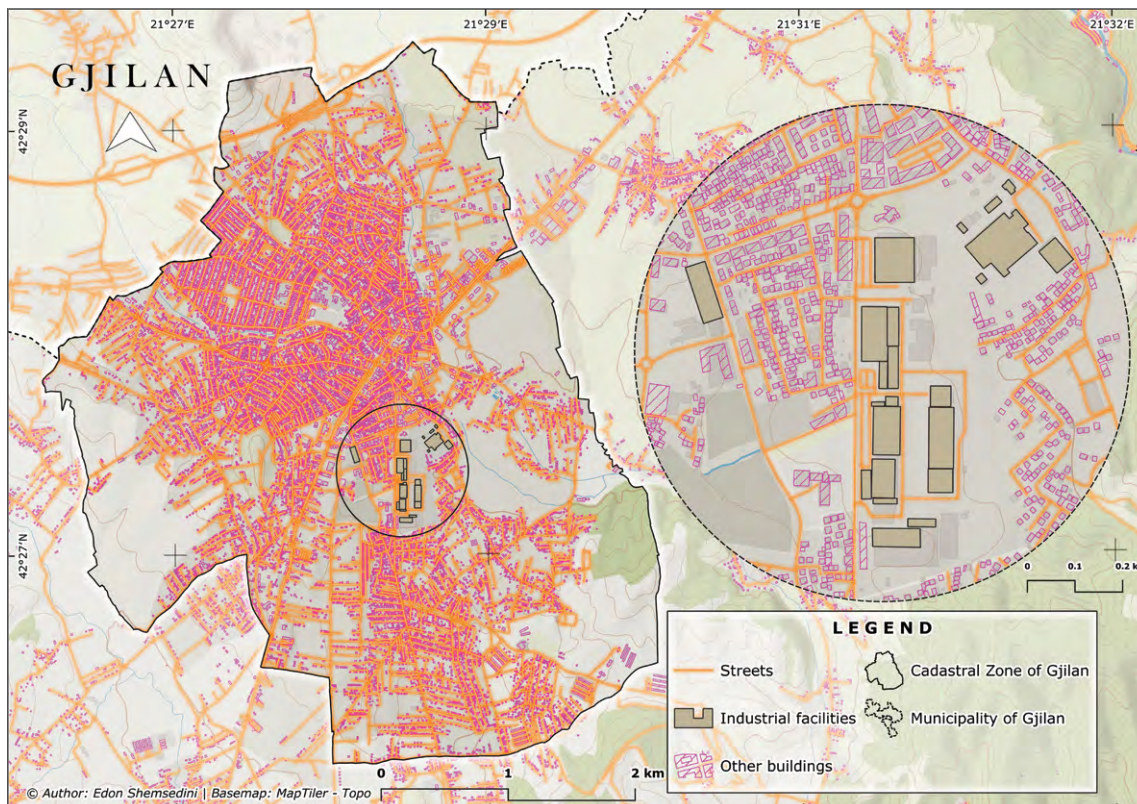 21°27'E
21°29'E
21°31'E
21°32'E
GJILAN
42°29'N
42°27'N
0 0.1 0.2 k
LEGEND
Streets
Cadastral Zone of Gjilan
Industrial facilities
Municipality of Gjilan
Other buildings
0 1 2 km
© Author: Edon Shemsedini | Basemap: MapTiler - Topo